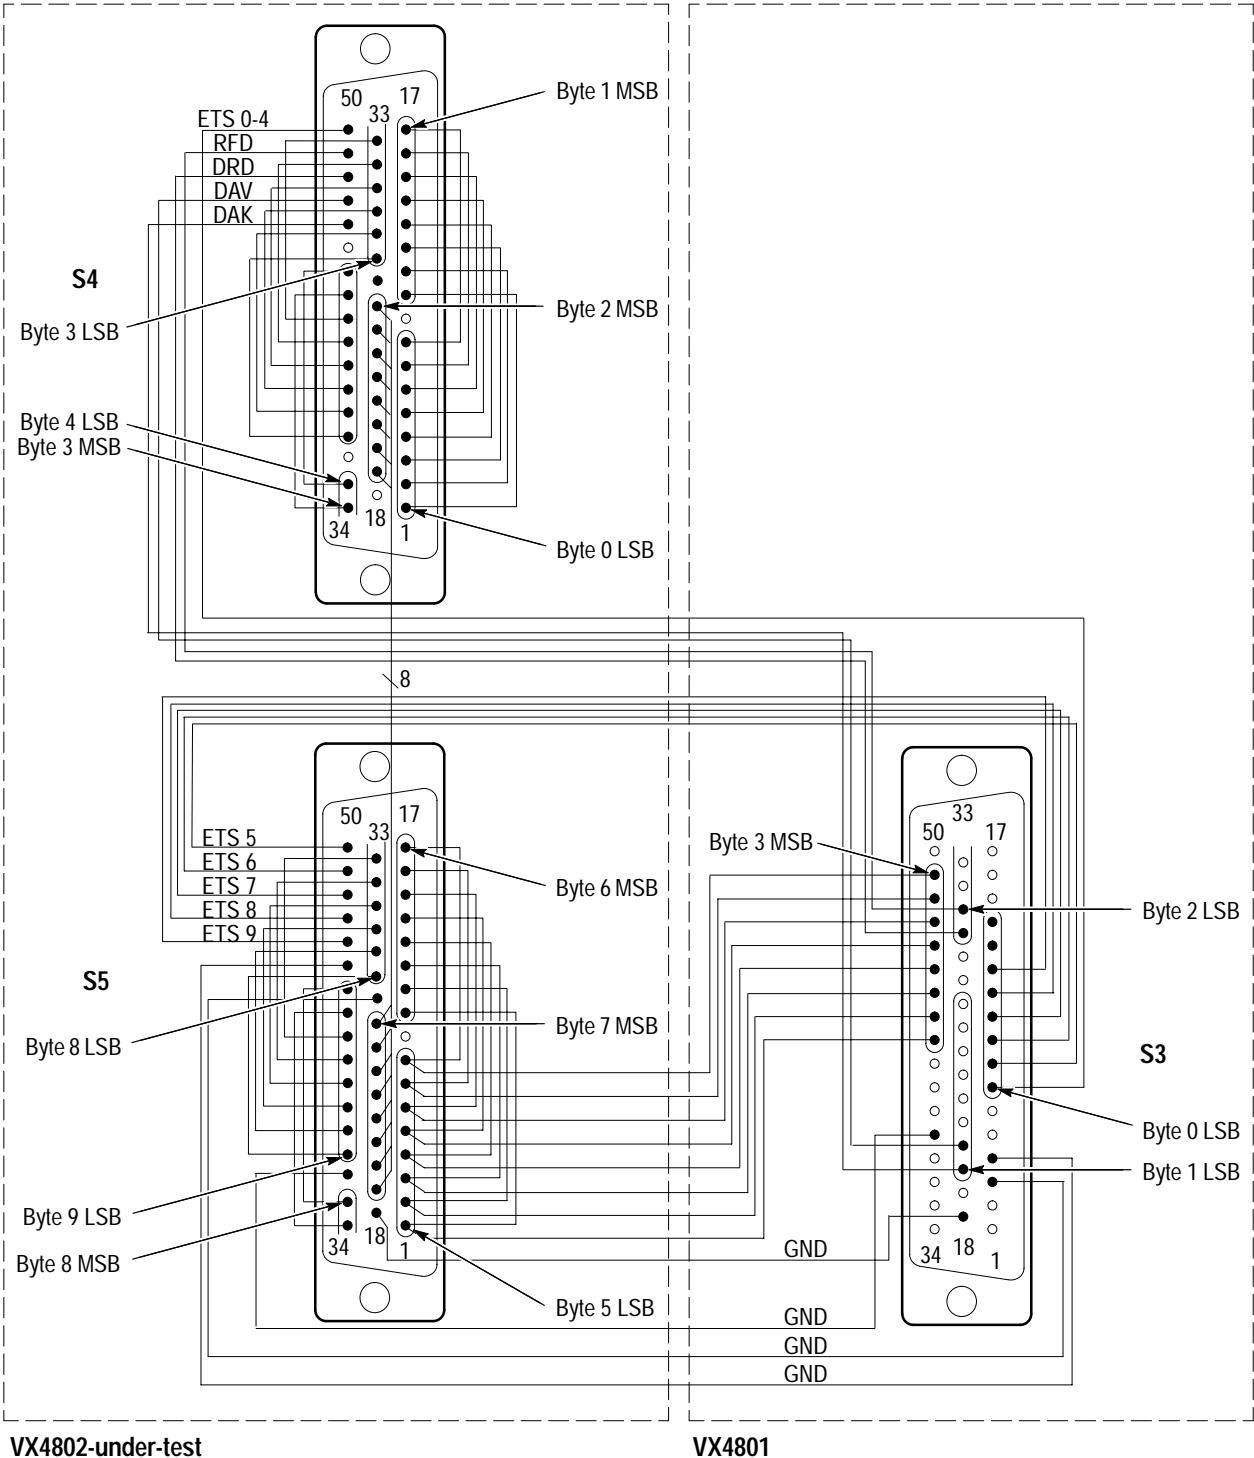 50
17
33
Byte 1 MSB
ETS 0-4
RFD
DRD
DAV
DAK
S4
Byte 3 LSB
Byte 2 MSB
Byte 4 LSB
Byte 3 MSB
34
18
1
Byte 0 LSB
8
50
33
17
ETS 5
ETS 6
ETS 7
ETS 8
ETS 9
Byte 6 MSB
S5
Byte 8 LSB
Byte 7 MSB
Byte 9 LSB
Byte 8 MSB
34
18
1
Byte 5 LSB
33
50
17
Byte 3 MSB
Byte 2 LSB
S3
Byte 0 LSB
Byte 1 LSB
34
18
1
GND
GND
GND
GND
VX4802-under-test
VX4801